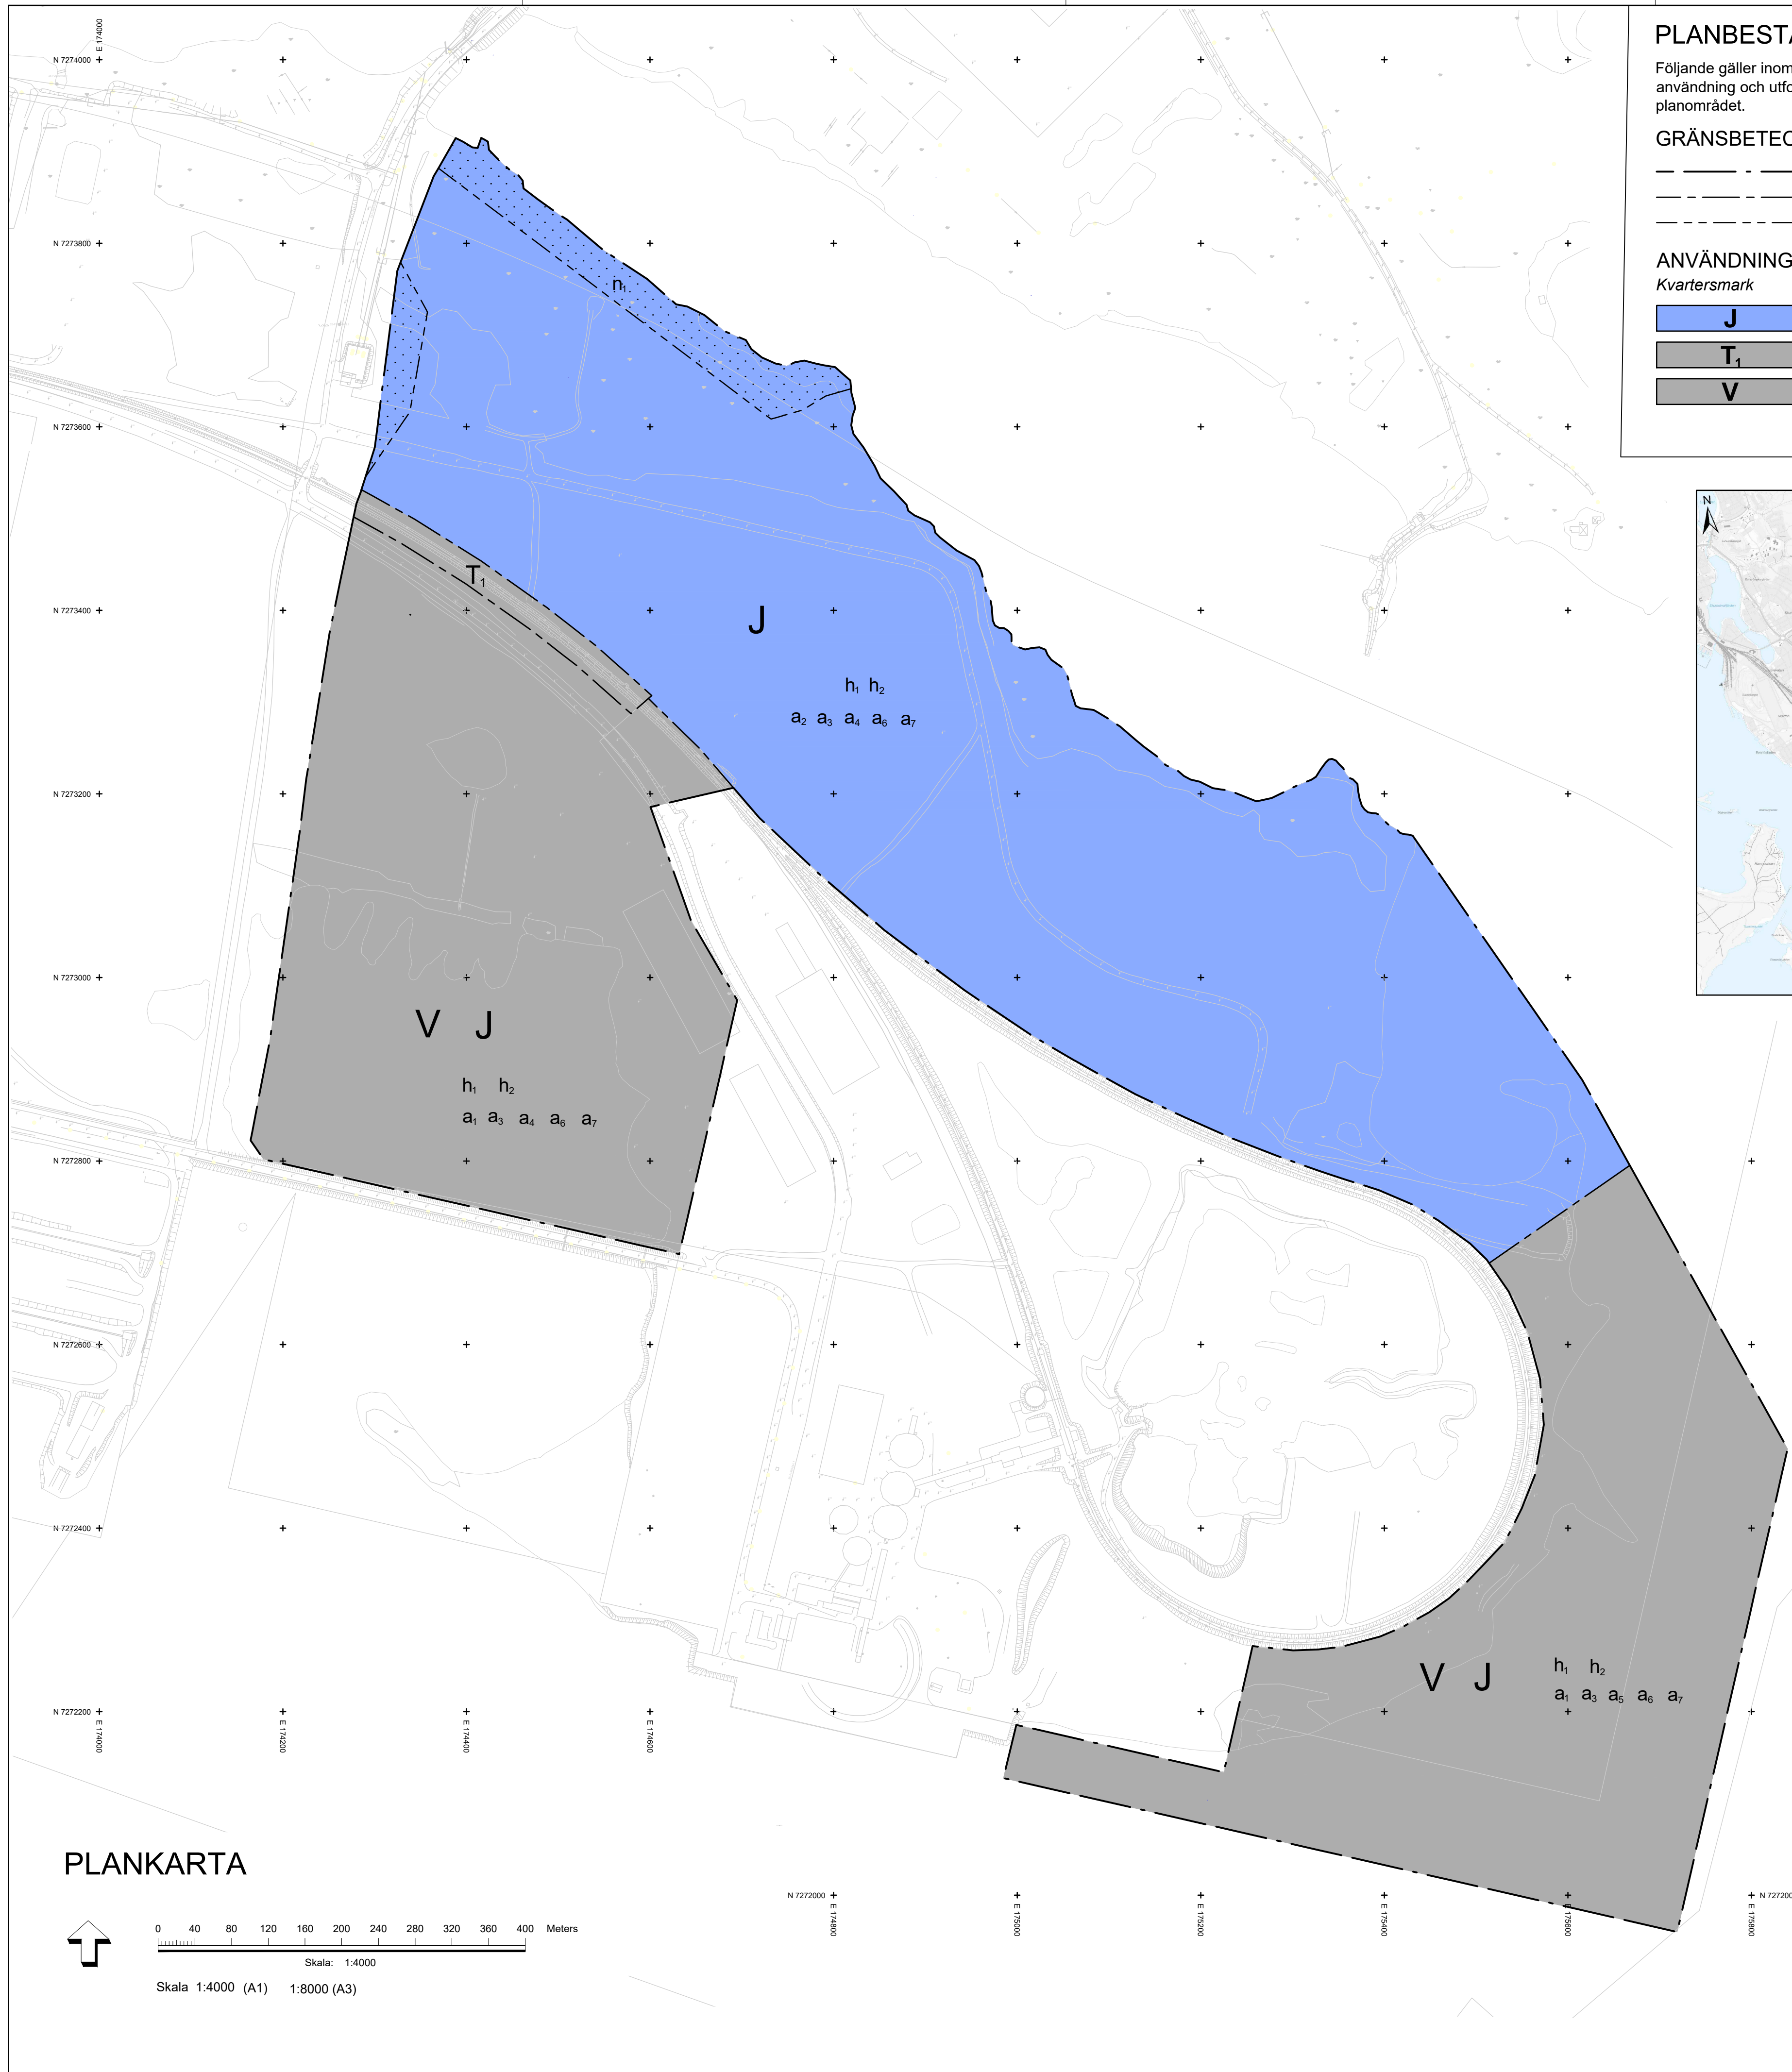 PLANBESTÄ
Följande gäller inom
användning och utfo
planområdet.
GRÄNSBETEC
ANVÄNDNING
Kvartersmark
J
T₁
V
N
E 174000
N 7274000
N 7273800
N 7273600
N 7273400
N 7273200
N 7273000
N 7272800
N 7272600
N 7272400
N 7272200
n₁
T₁
J
h₁ h₂
a₂ a₃ a₄ a₆ a₇
V J
h₁ h₂
a₁ a₃ a₄ a₆ a₇
V J
h₁ h₂
a₁ a₃ a₅ a₆ a₇
E 174000
E 174200
E 174400
E 174600
N 7272000
E 174800
E 175000
E 175200
E 175400
E 175600
E 175800
N 727200
PLANKARTA
0 40 80 120 160 200 240 280 320 360 400 Meters
Skala: 1:4000
Skala 1:4000 (A1) 1:8000 (A3)